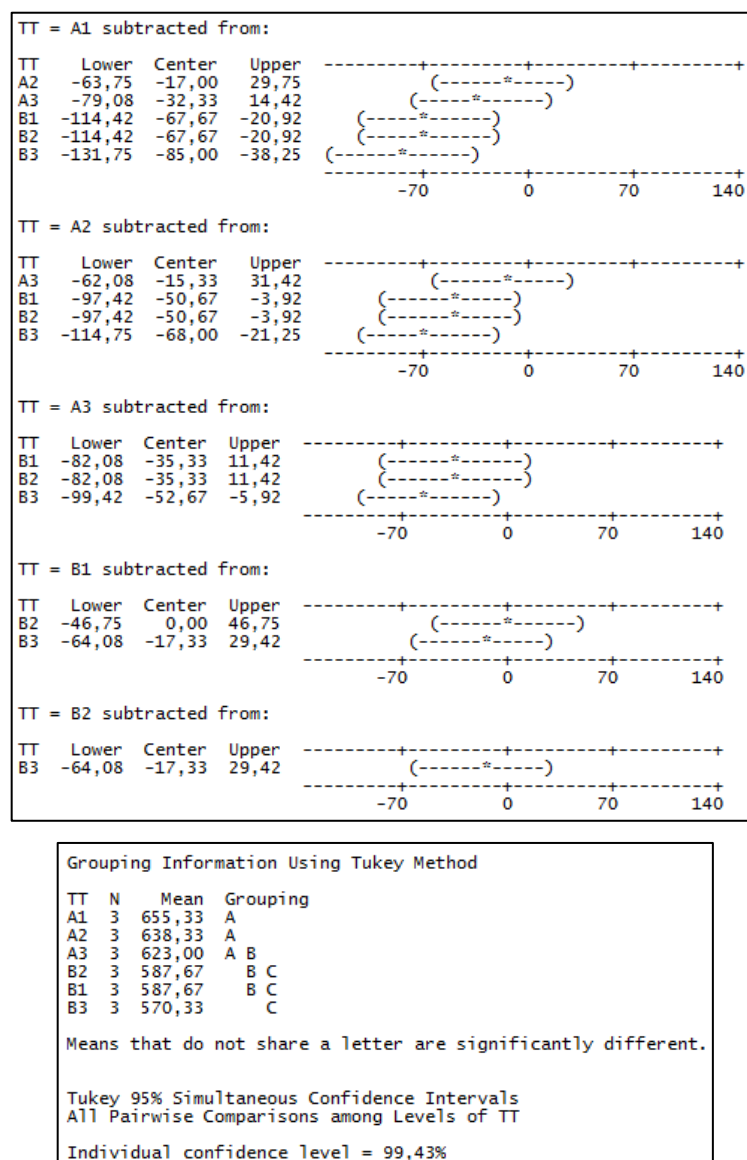 TT = A1 subtracted from:
TT Lower Center Upper ---------+---------+---------+---------+
A2 -63,75 -17,00 29,75 (------*-----)
A3 -79,08 -32,33 14,42 (-----*------)
B1 -114,42 -67,67 -20,92 (-----*------)
B2 -114,42 -67,67 -20,92 (-----*------)
B3 -131,75 -85,00 -38,25 (------*------)
---------+---------+---------+---------+
-70 0 70 140
TT = A2 subtracted from:
TT Lower Center Upper ---------+---------+---------+---------+
A3 -62,08 -15,33 31,42 (------*-----)
B1 -97,42 -50,67 -3,92 (------*------)
B2 -97,42 -50,67 -3,92 (------*------)
B3 -114,75 -68,00 -21,25 (-----*------)
---------+---------+---------+---------+
-70 0 70 140
TT = A3 subtracted from:
TT Lower Center Upper ---------+---------+---------+---------+
B1 -82,08 -35,33 11,42 (------*------)
B2 -82,08 -35,33 11,42 (------*------)
B3 -99,42 -52,67 -5,92 (-----*------)
---------+---------+---------+---------+
-70 0 70 140
TT = B1 subtracted from:
TT Lower Center Upper ---------+---------+---------+---------+
B2 -46,75 0,00 46,75 (------*------)
B3 -64,08 -17,33 29,42 (------*-----)
---------+---------+---------+---------+
-70 0 70 140
TT = B2 subtracted from:
TT Lower Center Upper ---------+---------+---------+---------+
B3 -64,08 -17,33 29,42 (------*-----)
---------+---------+---------+---------+
-70 0 70 140
Grouping Information Using Tukey Method
TT N Mean Grouping
A1 3 655,33 A
A2 3 638,33 A
A3 3 623,00 A B
B2 3 587,67 B C
B1 3 587,67 B C
B3 3 570,33 C
Means that do not share a letter are significantly different.
Tukey 95% Simultaneous Confidence Intervals
All Pairwise Comparisons among Levels of TT
Individual confidence level = 99,43%